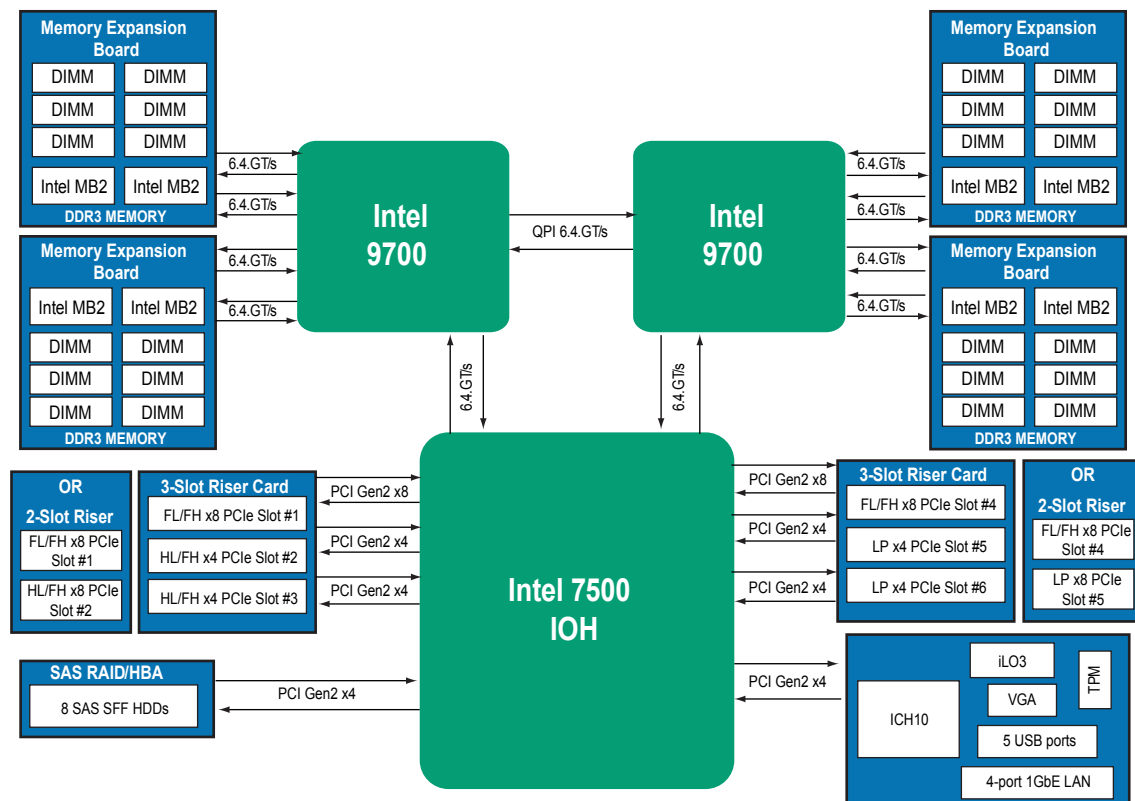 Memory Expansion
Board
DIMM DIMM
DIMM DIMM
DIMM DIMM
Intel MB2 Intel MB2
DDR3 MEMORY
6.4.GT/s
6.4.GT/s
Memory Expansion
Board
Intel MB2 Intel MB2
DIMM DIMM
DIMM DIMM
DIMM DIMM
DDR3 MEMORY
6.4.GT/s
6.4.GT/s
Intel
9700
QPI 6.4.GT/s
Intel
9700
Memory Expansion
Board
DIMM DIMM
DIMM DIMM
DIMM DIMM
Intel MB2 Intel MB2
DDR3 MEMORY
6.4.GT/s
6.4.GT/s
Memory Expansion
Board
Intel MB2 Intel MB2
DIMM DIMM
DIMM DIMM
DIMM DIMM
DDR3 MEMORY
6.4.GT/s
6.4.GT/s
6.4.GT/s
6.4.GT/s
OR
2-Slot Riser
FL/FH x8 PCIe
Slot #1
HL/FH x8 PCIe
Slot #2
3-Slot Riser Card
FL/FH x8 PCIe Slot #1
HL/FH x4 PCIe Slot #2
HL/FH x4 PCIe Slot #3
PCI Gen2 x8
PCI Gen2 x4
PCI Gen2 x4
Intel 7500
IOH
PCI Gen2 x8
PCI Gen2 x4
PCI Gen2 x4
3-Slot Riser Card
FL/FH x8 PCIe Slot #4
LP x4 PCIe Slot #5
LP x4 PCIe Slot #6
OR
2-Slot Riser
FL/FH x8 PCIe
Slot #4
LP x8 PCIe
Slot #5
SAS RAID/HBA
8 SAS SFF HDDs
PCI Gen2 x4
PCI Gen2 x4
ICH10
iLO3
VGA
TPM
5 USB ports
4-port 1GbE LAN